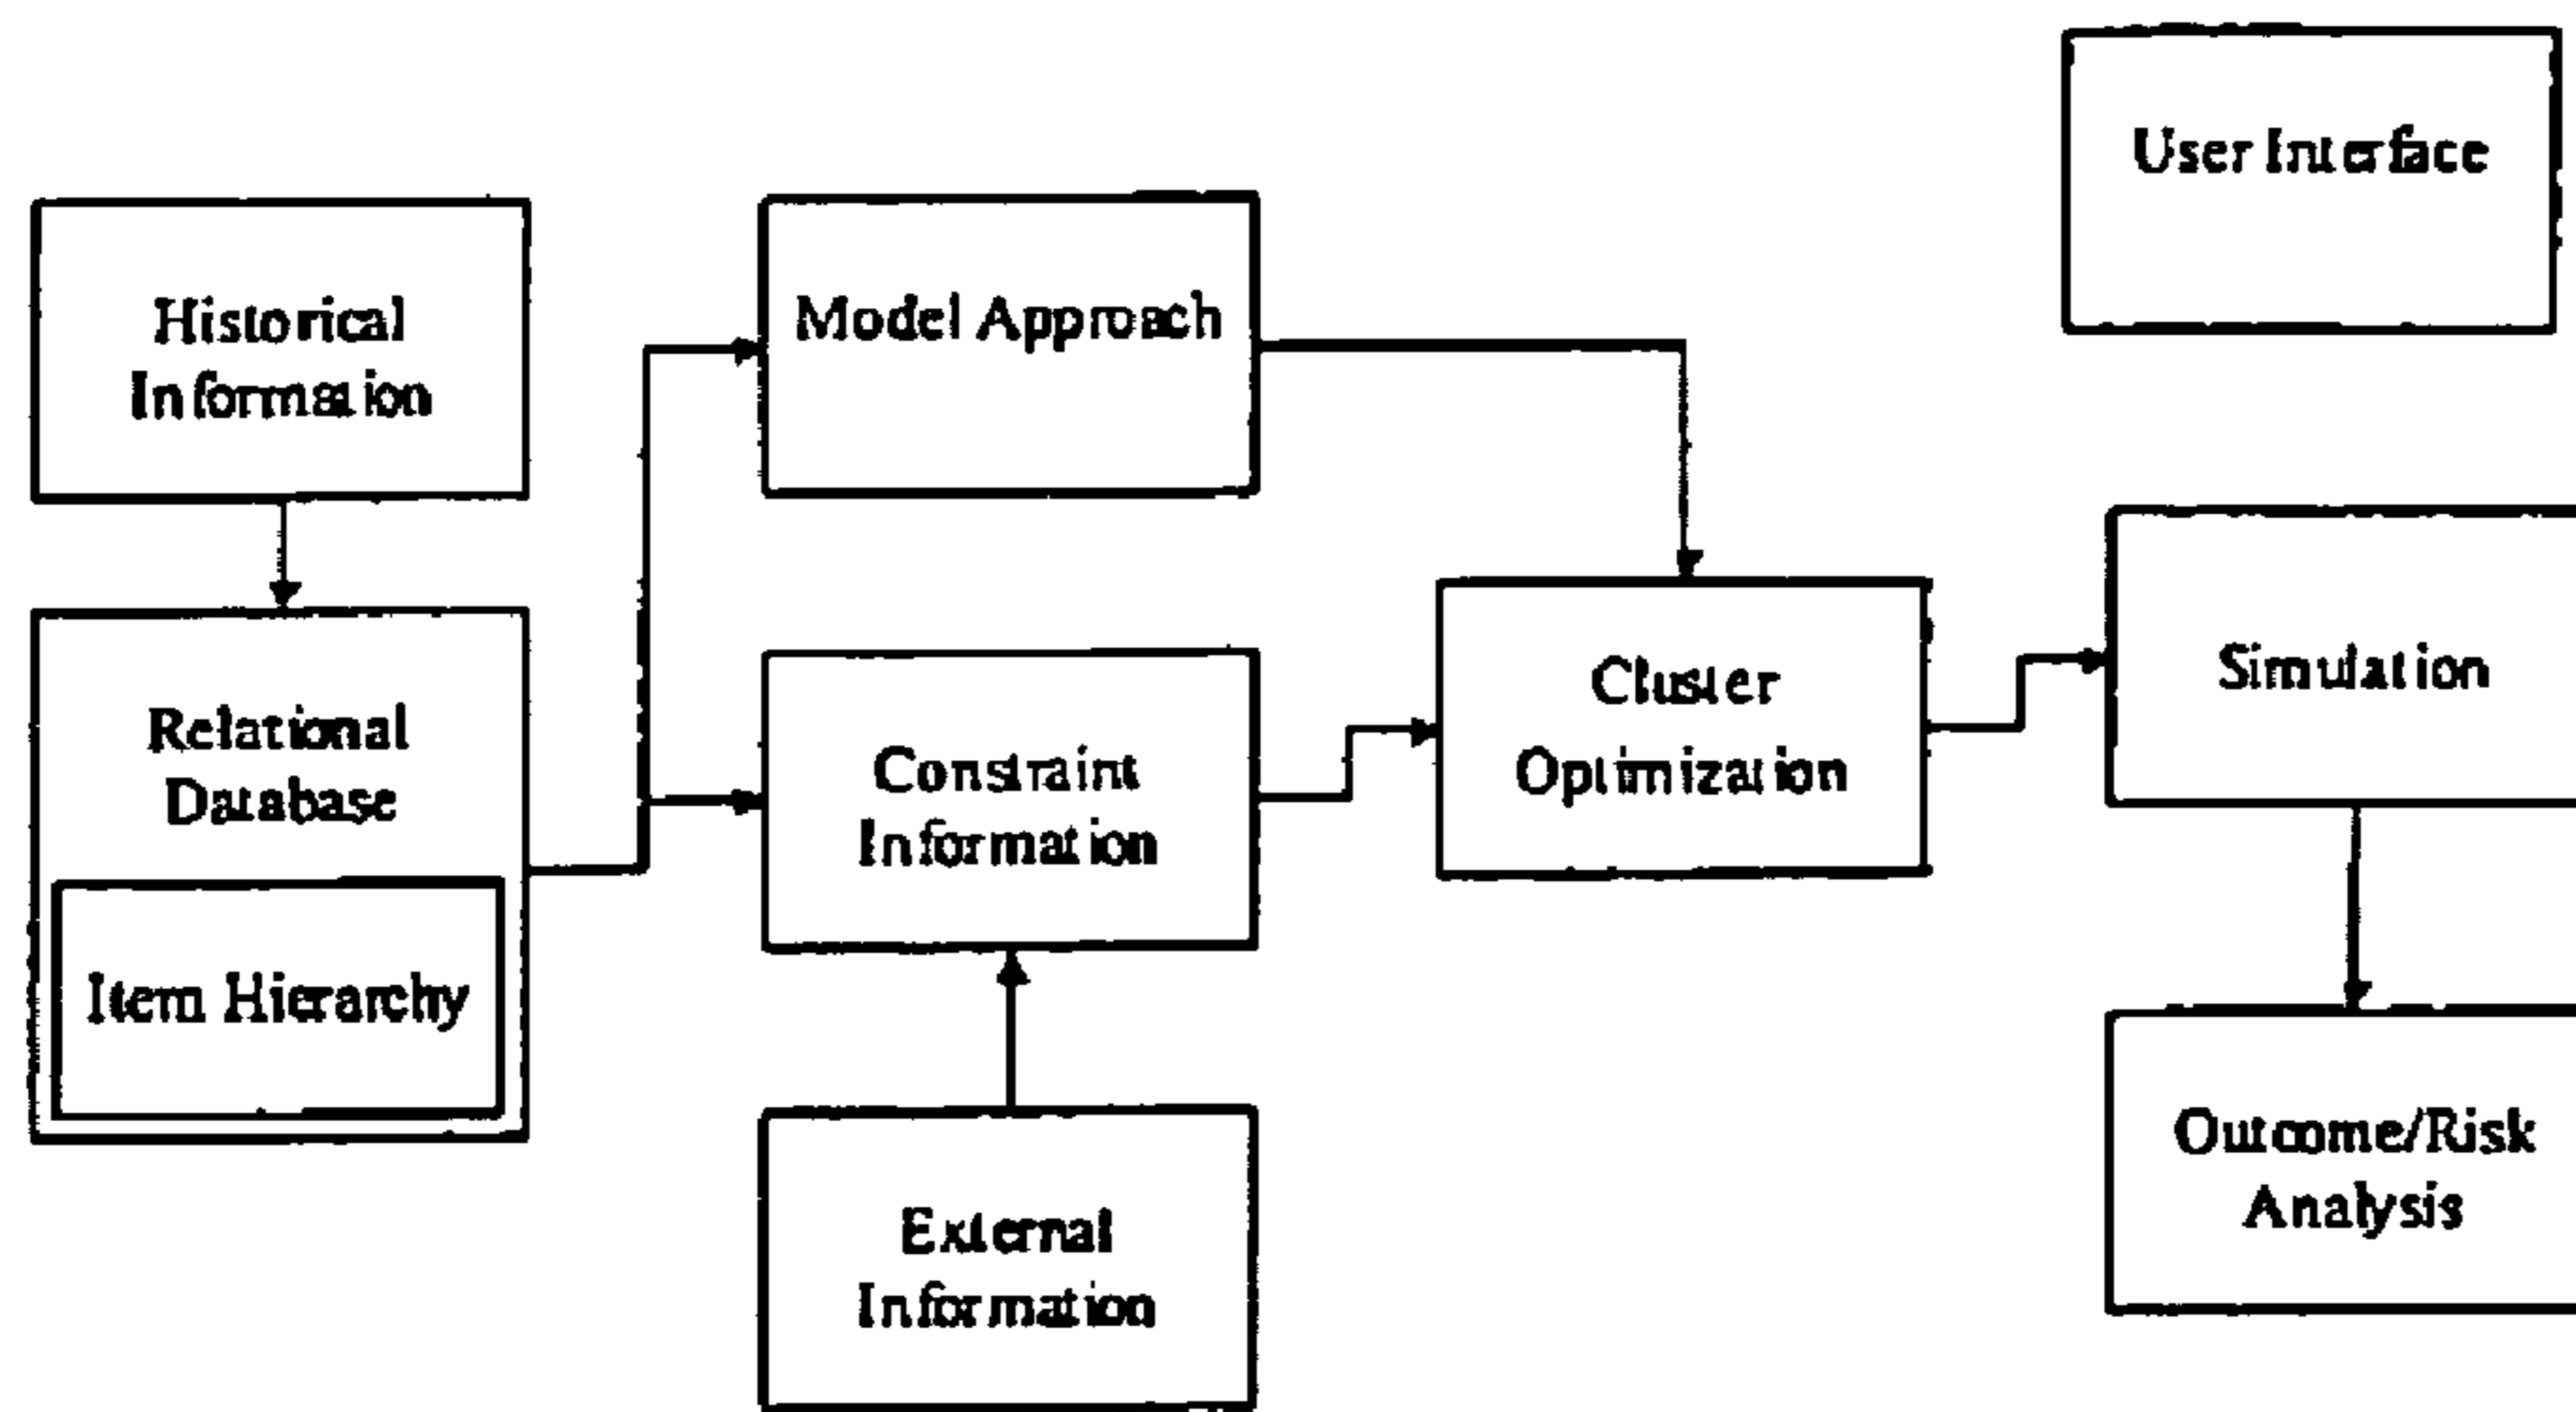 User Interface
Historical
Information
Model Approach
Relational
Database
Item Hierarchy
Constraint
Information
Cluster
Optimization
Simulation
External
Information
Outcome/Risk
Analysis